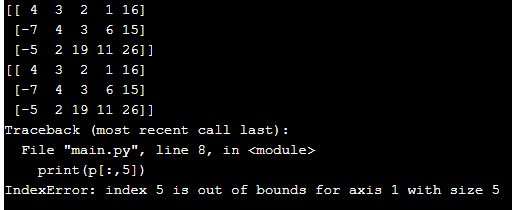 [[ 4  3  2  1 16]
 [-7  4  3  6 15]
 [-5  2 19 11 26]]
[[ 4  3  2  1 16]
 [-7  4  3  6 15]
 [-5  2 19 11 26]]
Traceback (most recent call last):
  File "main.py", line 8, in <module>
    print(p[:,5])
IndexError: index 5 is out of bounds for axis 1 with size 5